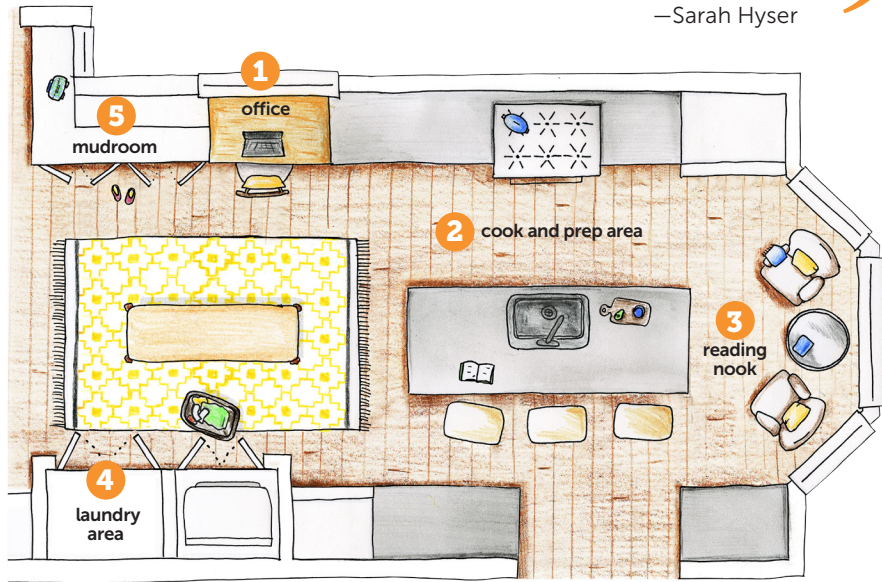 —Sarah Hyser
1
office
5
mudroom
2
cook and prep area
3
reading
nook
4
laundry
area